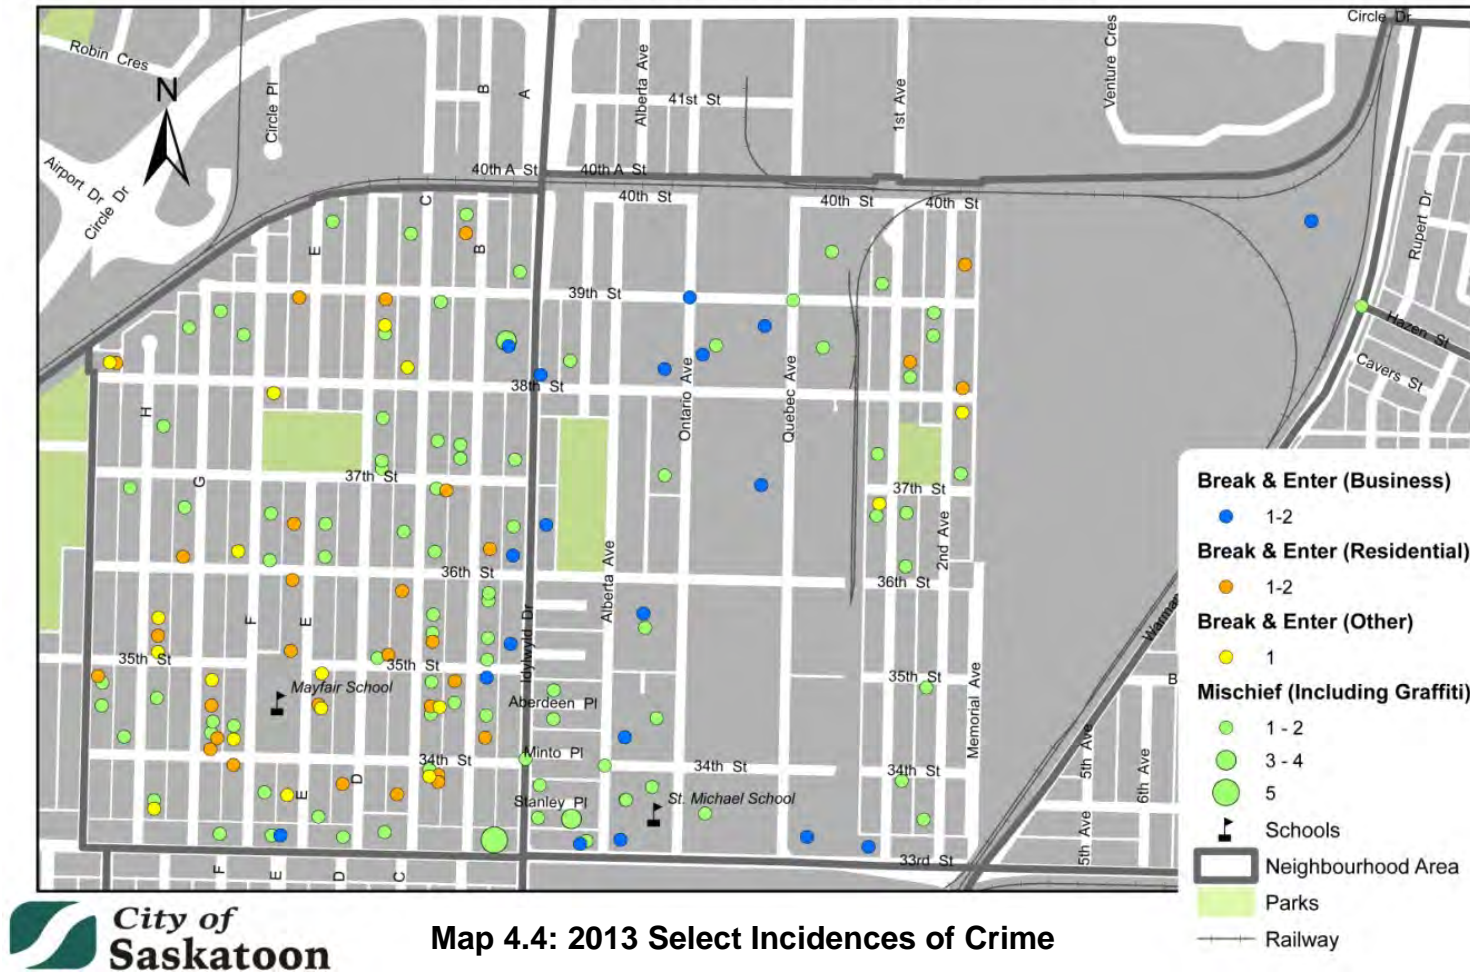 Circle Dr
Robin Cres
N
Circle Pl
B
A
Alberta Ave
41st St
1st Ave
Venture Cres
Airport Dr
Circle Dr
40th A St
40th A St
C
40th St
40th St
40th St
Rupert Dr
E
B
39th St
Hazen St
Cavers St
38th St
H
Ontario Ave
Quebec Ave
37th St
G
37th St
2nd Ave
36th St
36th St
Alberta Ave
F
E
Idylwyld Dr
35th St
35th St
35th St
Mayfair School
Aberdeen Pl
Memorial Ave
B
Minto Pl
34th St
34th St
34th St
D
E
Stanley Pl
St. Michael School
5th Ave
6th Ave
5th Ave
33rd St
F
E
D
C
Break & Enter (Business)
1-2
Break & Enter (Residential)
1-2
Break & Enter (Other)
1
Mischief (Including Graffiti)
1 - 2
3 - 4
5
Schools
Neighbourhood Area
Parks
Railway
City of
Saskatoon
Map 4.4: 2013 Select Incidences of Crime